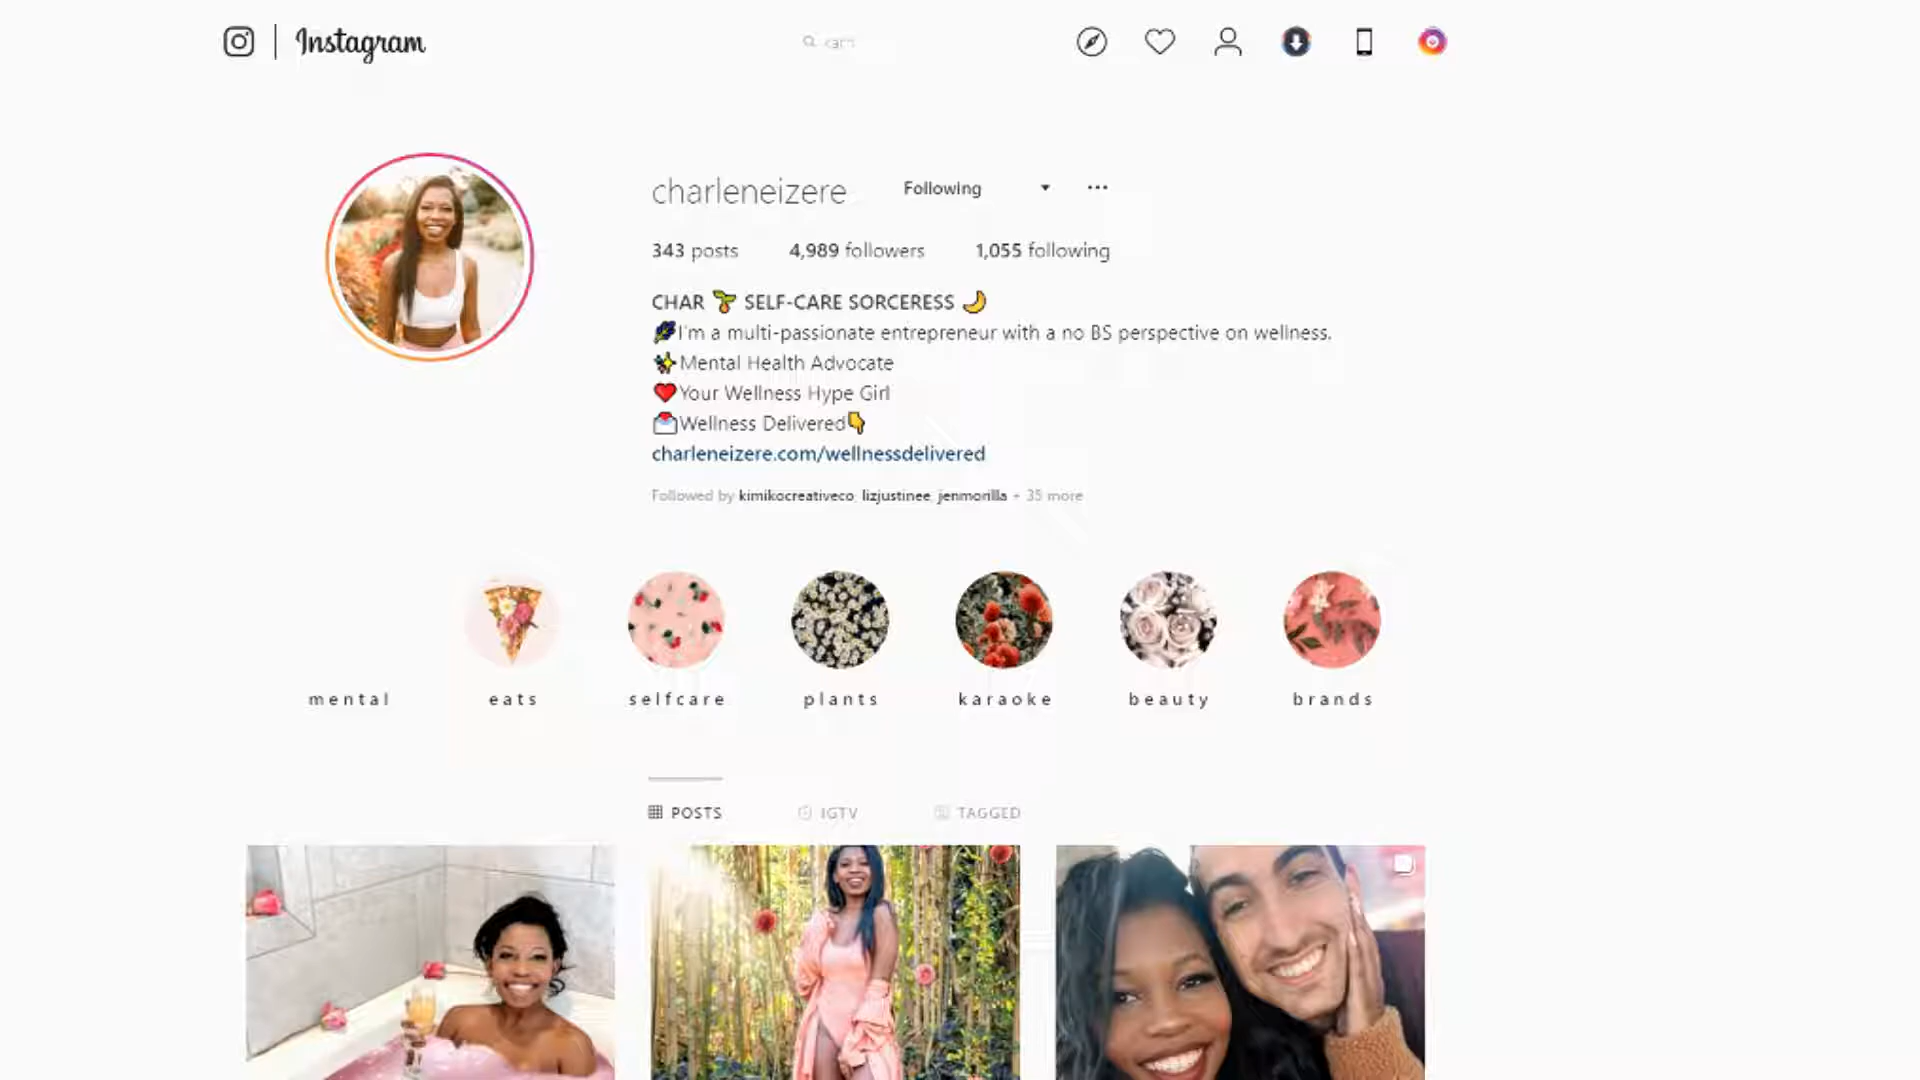 Instagram
charleneizere Following
343 posts 4,989 followers 1,055 following
CHAR SELF-CARE SORCERESS
I'm a multi-passionate entrepreneur with a no BS perspective on wellness.
Mental Health Advocate
Your Wellness Hype Girl
Wellness Delivered
charleneizere.com/wellnessdelivered
Followed by kimikocreativeco lizjustinee jenmorilla + 35 more
mental eats selfcare plants karaoke beauty brands
POSTS IGTV TAGGED